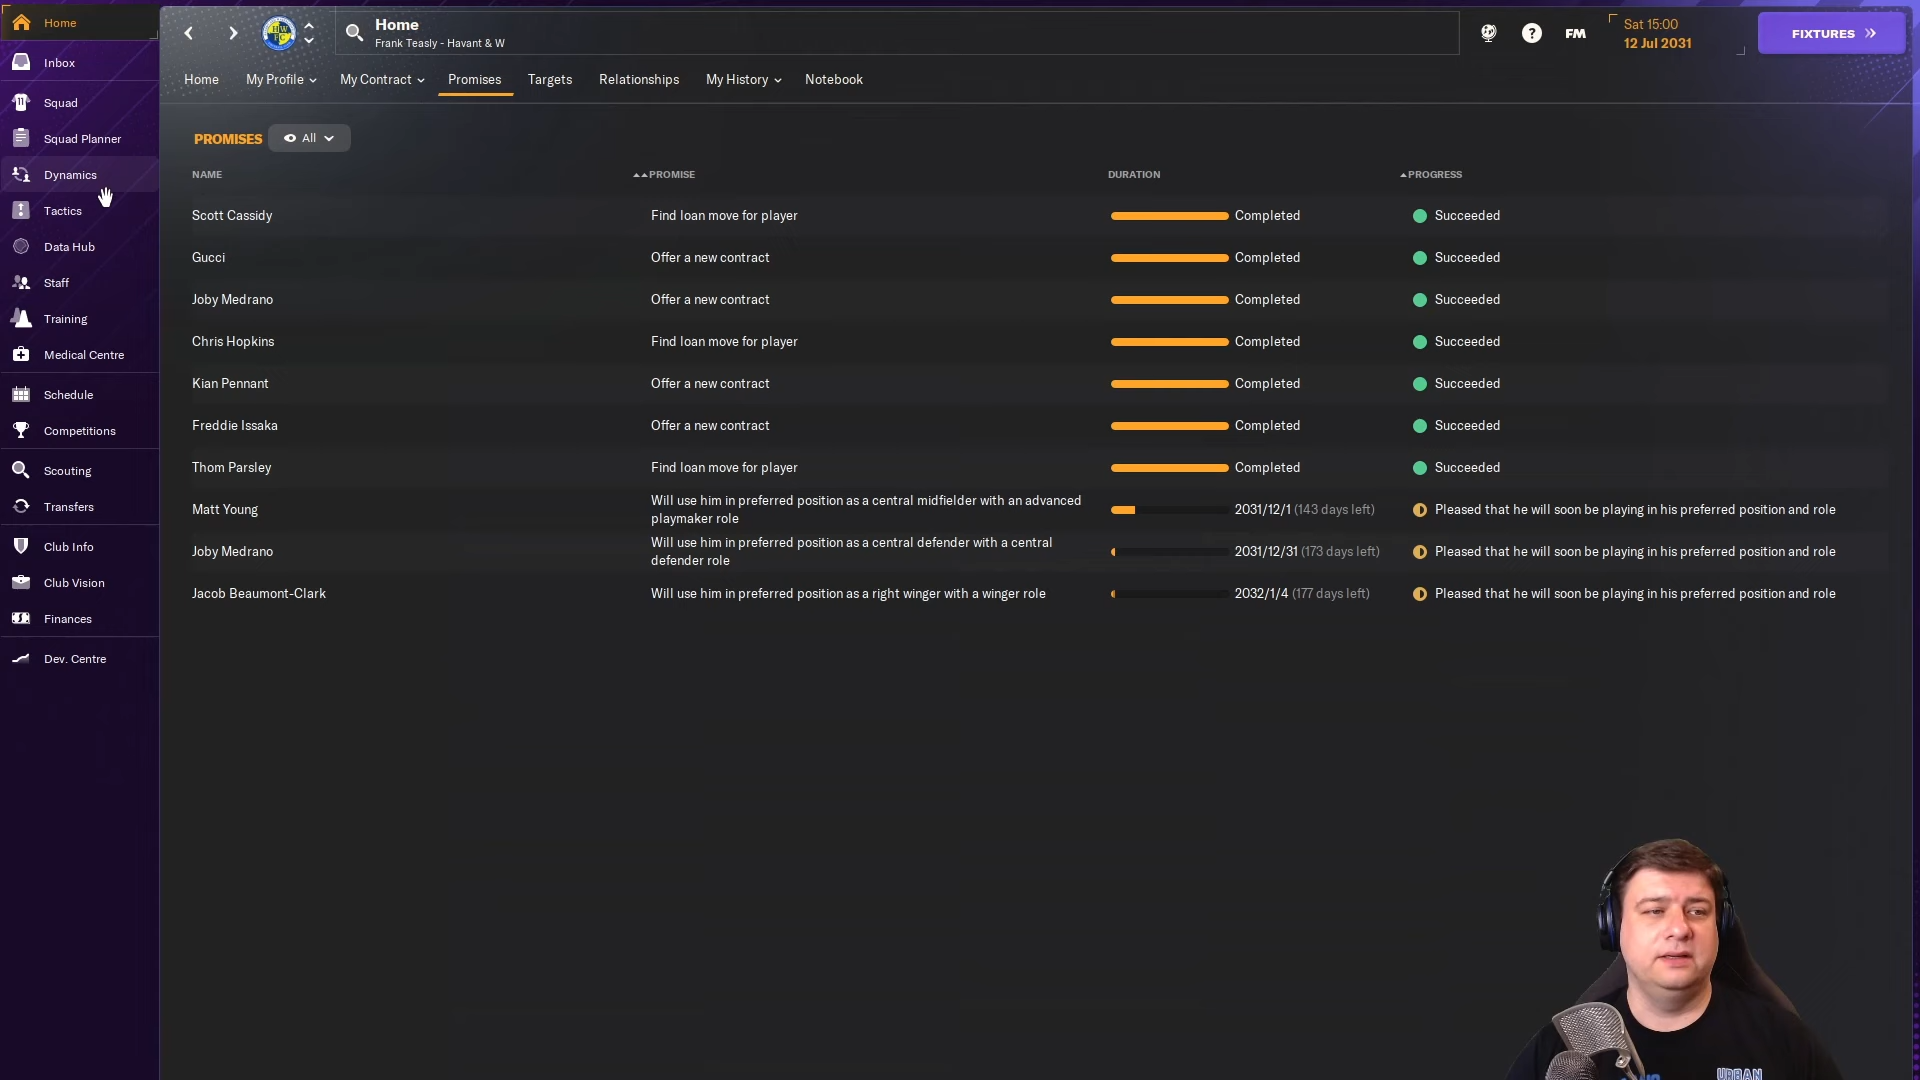 Home
Inbox
Squad
Squad Planner
Dynamics
Tactics
Data Hub
Staff
Training
Medical Centre
Schedule
Competitions
Scouting
Transfers
Club Info
Club Vision
Finances
Dev. Centre
Home
Frank Teasly - Havant & W
FM
Sat 15:00
12 Jul 2031
FIXTURES
Home My Profile My Contract Promises Targets Relationships My History Notebook
PROMISES All
NAME PROMISE DURATION PROGRESS
Scott Cassidy Find loan move for player Completed Succeeded
Gucci Offer a new contract Completed Succeeded
Joby Medrano Offer a new contract Completed Succeeded
Chris Hopkins Find loan move for player Completed Succeeded
Kian Pennant Offer a new contract Completed Succeeded
Freddie Issaka Offer a new contract Completed Succeeded
Thom Parsley Find loan move for player Completed Succeeded
Matt Young Will use him in preferred position as a central midfielder with an advanced
playmaker role 2031/12/1 (143 days left) Pleased that he will soon be playing in his preferred position and role
Joby Medrano Will use him in preferred position as a central defender with a central
defender role 2031/12/31 (173 days left) Pleased that he will soon be playing in his preferred position and role
Jacob Beaumont-Clark Will use him in preferred position as a right winger with a winger role 2032/1/4 (177 days left) Pleased that he will soon be playing in his preferred position and role
URBAN